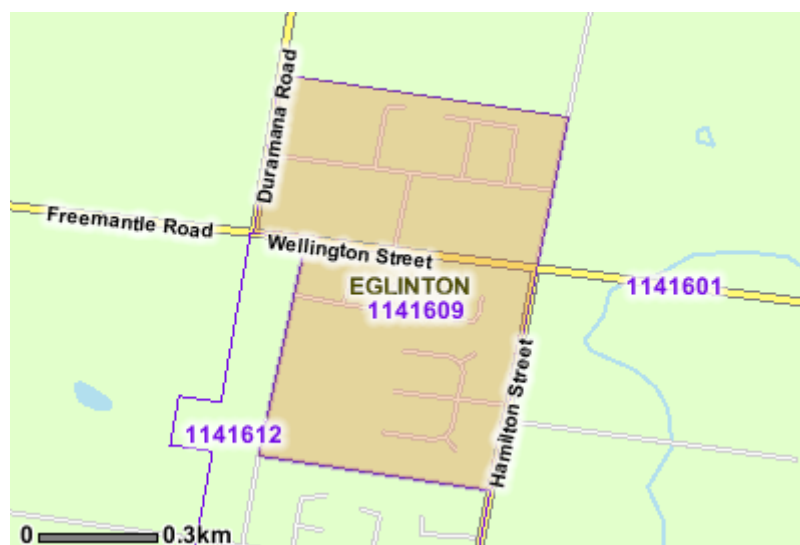 Duramana Road
Freemantle Road
Wellington Street
EGLINTON
1141609
1141601
Hamilton Street
1141612
0 0.3km